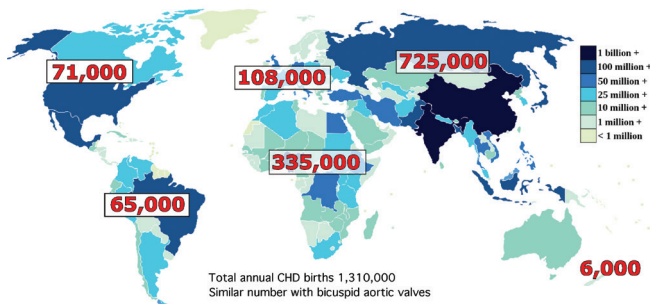 71,000
108,000
725,000
335,000
65,000
6,000
1 billion +
100 million +
50 million +
25 million +
10 million +
1 million +
< 1 million
Total annual CHD births 1,310,000
Similar number with bicuspid aortic valves